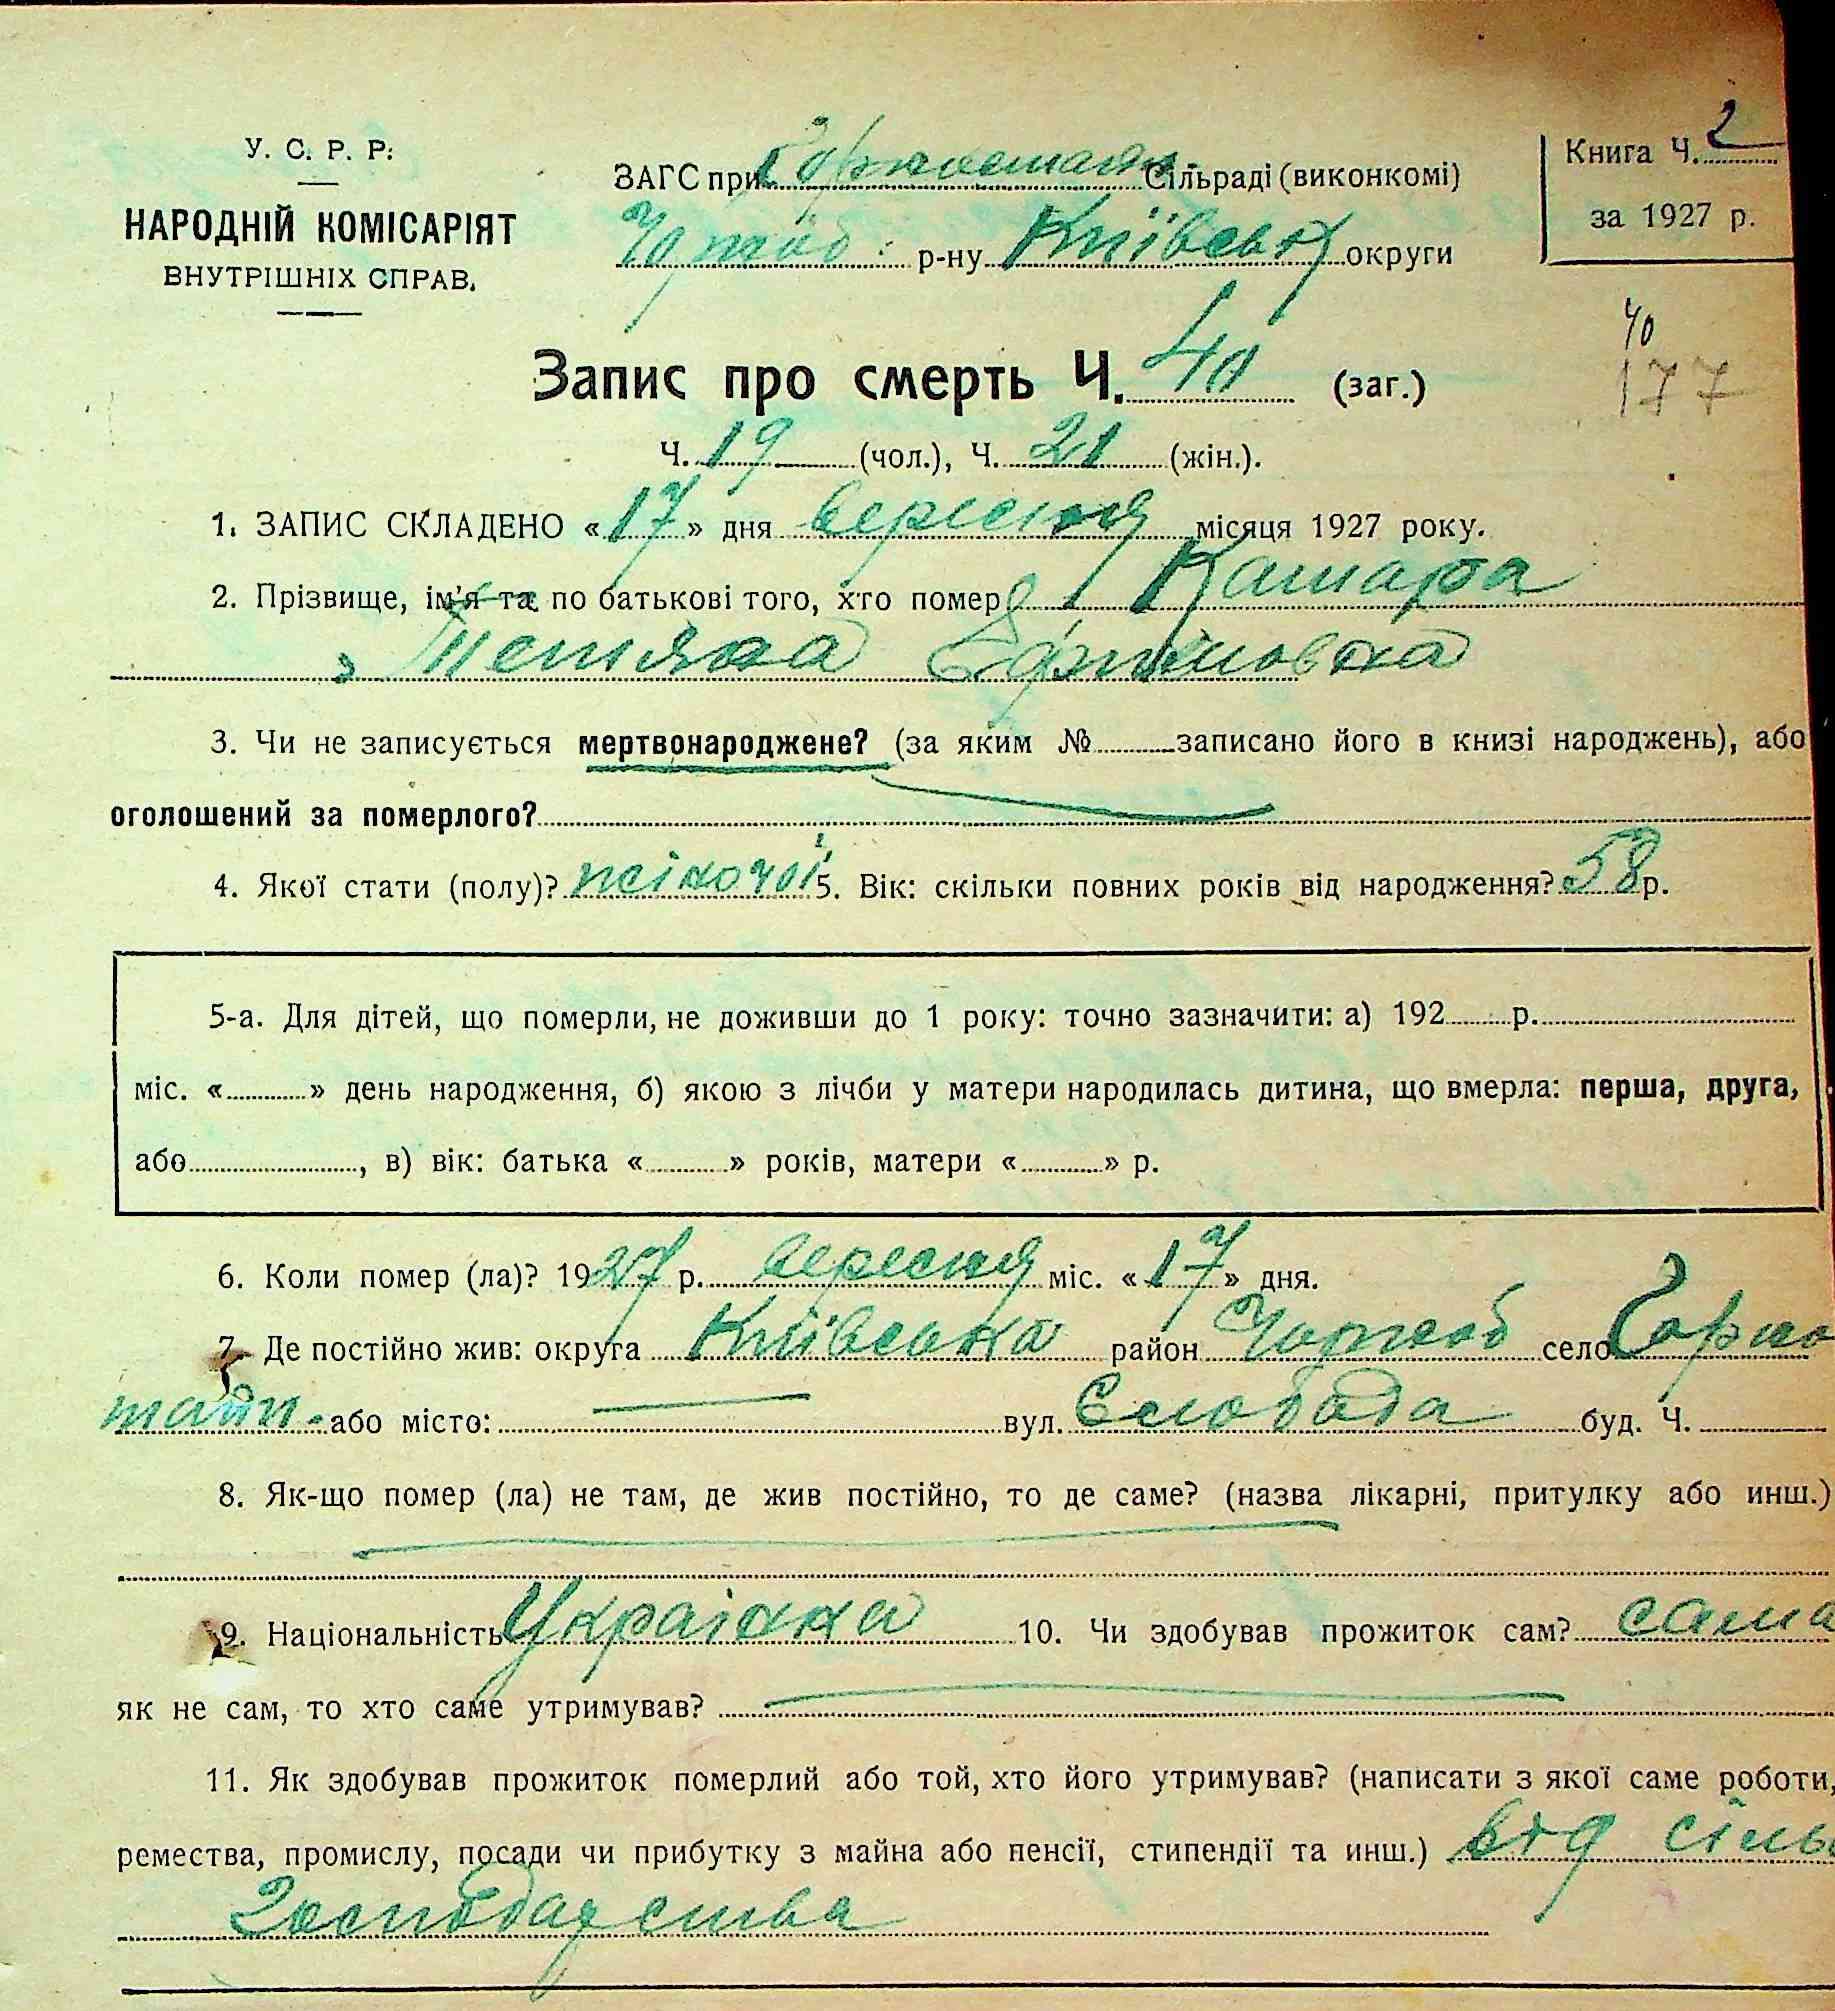 У. С. Р. Р.
НАРОДНІЙ КОМІСАРІЯТ
ВНУТРІШНІХ СПРАВ.
ЗАГС при Горностай Сільраді (виконкомі)
р-ну Київськ округи
Книга Ч. 2
за 1927 р.
40
177
Запис про смерть Ч. 40 (заг.)
Ч. 19 (чол.), Ч. 21 (жін.).
1. ЗАПИС СКЛАДЕНО «17» дня вересня місяця 1927 року.
2. Прізвище, ім'я та по батькові того, хто помер Кашара
Тетяна Єфтімовна
3. Чи не записується мертвонароджене? (за яким № записано його в книзі народжень), або
оголошений за померлого?
4. Якої стати (полу)? жіночої 5. Вік: скільки повних років від народження? 58 р.
5-а. Для дітей, що померли, не доживши до 1 року: точно зазначити: а) 192 р.
міс. « » день народження, б) якою з лічби у матери народилась дитина, що вмерла: перша, друга,
або , в) вік: батька « » років, матери « » р.
6. Коли помер (ла)? 1927 р. вересня міс. «17» дня.
7. Де постійно жив: округа Київська район Чорноб село Горно
тайп. або місто: вул. Слобода буд. Ч.
8. Як-що помер (ла) не там, де жив постійно, то де саме? (назва лікарні, притулку або инш.)
9. Національність Українка 10. Чи здобував прожиток сам? сама
як не сам, то хто саме утримував?
11. Як здобував прожиток померлий або той, хто його утримував? (написати з якої саме роботи,
ремества, промислу, посади чи прибутку з майна або пенсії, стипендії та инш.) від сіль
господарства